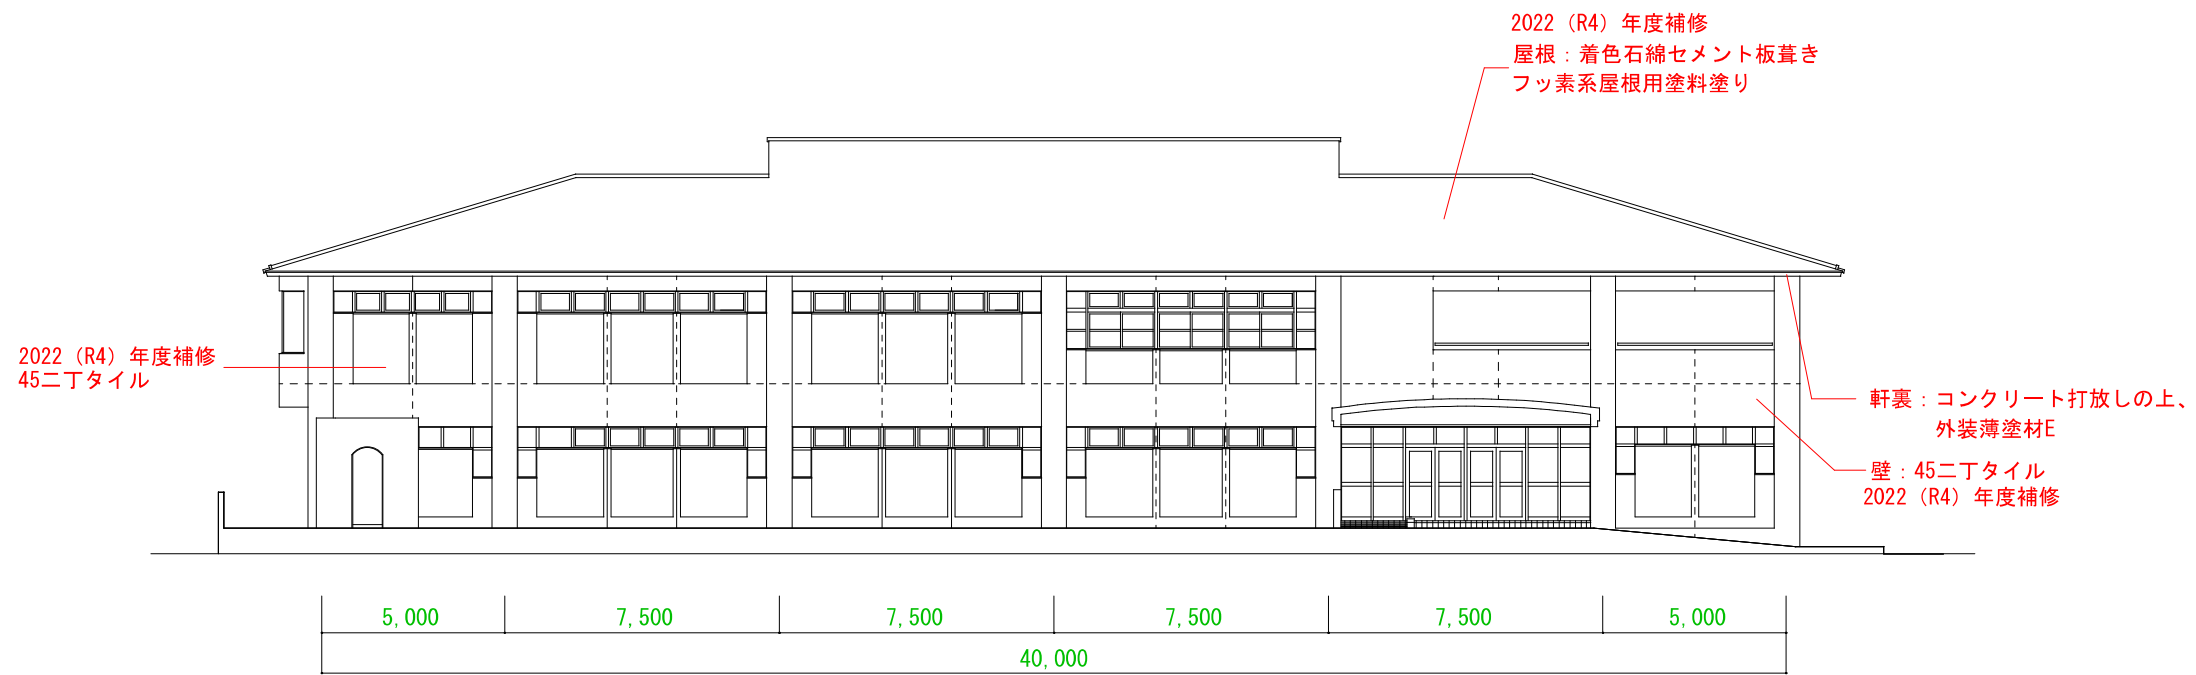 2022（R4）年度補修
屋根：着色石綿セメント板葺き
フッ素系屋根用塗料塗り
2022（R4）年度補修
45二丁タイル
軒裏：コンクリート打放しの上、
外装薄塗材E
壁：45二丁タイル
2022（R4）年度補修
5,000
7,500
7,500
7,500
7,500
5,000
40,000